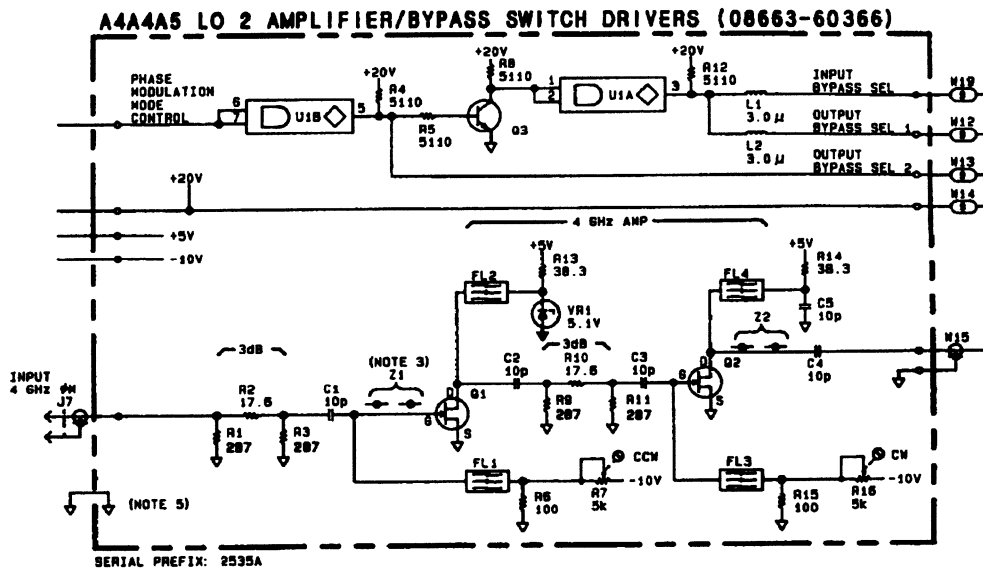 A4A4A5 LO 2 AMPLIFIER/BYPASS SWITCH DRIVERS (08663-60366)
PHASE
MODULATION
MODE
CONTROL
6
7
U1B
5
+20V
R4
5110
R5
5110
+20V
R8
5110
Q3
1
2
U1A
3
+20V
R12
5110
L1
3.0µ
L2
3.0µ
INPUT
BYPASS SEL
OUTPUT
BYPASS SEL 1
OUTPUT
BYPASS SEL 2
W19
W12
W13
W14
+20V
+5V
-10V
4 GHz AMP
+5V
R13
38.3
FL2
VR1
5.1V
+5V
R14
38.3
FL4
C5
10p
Z2
3dB
R10
17.6
3dB
(NOTE 3)
Z1
INPUT
4 GHz ΦM
J7
R2
17.6
C1
10p
R1
287
R3
287
D
G
S
Q1
C2
10p
R9
287
R11
287
C3
10p
D
G
S
Q2
C4
10p
W15
FL1
R6
100
CCW
R7
5k
-10V
FL3
R15
100
CW
R16
5k
-10V
(NOTE 5)
SERIAL PREFIX: 2535A